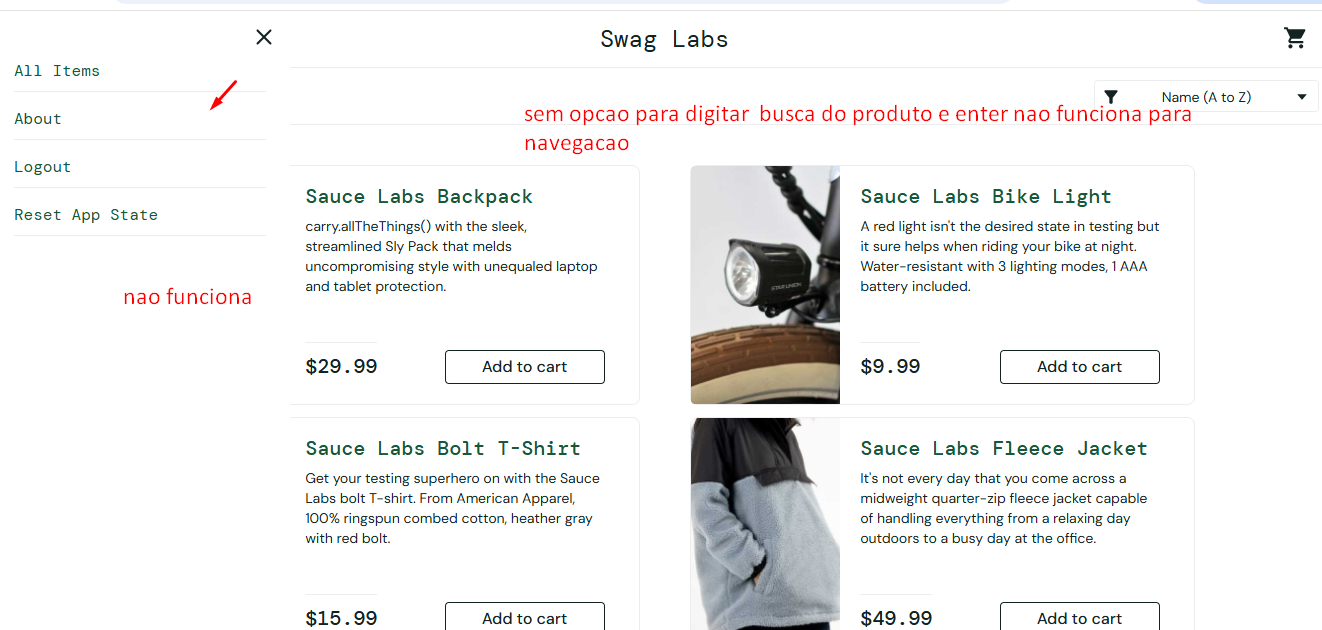 Swag Labs
All Items
About
Logout
Reset App State
nao funciona
Name (A to Z)
sem opcao para digitar  busca do produto e enter nao funciona para
navegacao
Sauce Labs Backpack
carry.allTheThings() with the sleek,
streamlined Sly Pack that melds
uncompromising style with unequaled laptop
and tablet protection.
$29.99
Add to cart
STAR UNION
Sauce Labs Bike Light
A red light isn't the desired state in testing but
it sure helps when riding your bike at night.
Water-resistant with 3 lighting modes, 1 AAA
battery included.
$9.99
Add to cart
Sauce Labs Bolt T-Shirt
Get your testing superhero on with the Sauce
Labs bolt T-shirt. From American Apparel,
100% ringspun combed cotton, heather gray
with red bolt.
$15.99
Add to cart
Sauce Labs Fleece Jacket
It's not every day that you come across a
midweight quarter-zip fleece jacket capable
of handling everything from a relaxing day
outdoors to a busy day at the office.
$49.99
Add to cart